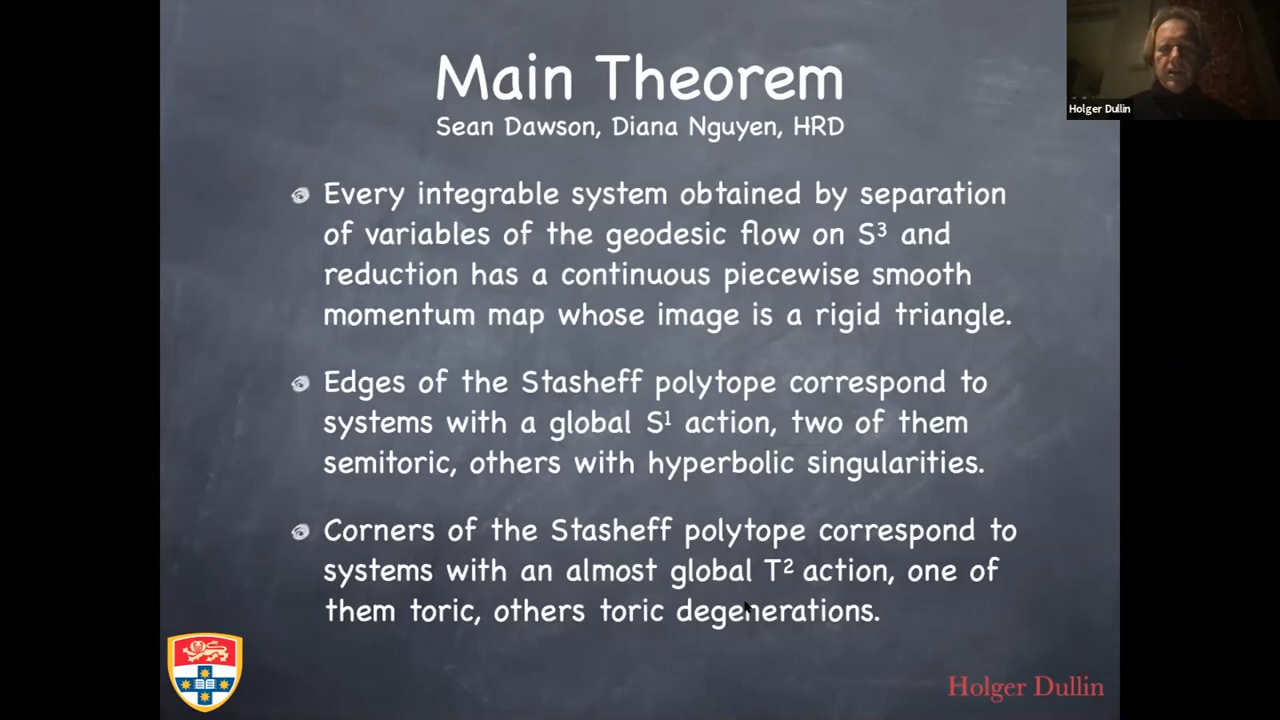 Main Theorem
Sean Dawson, Diana Nguyen, HRD
Every integrable system obtained by separation
of variables of the geodesic flow on S³ and
reduction has a continuous piecewise smooth
momentum map whose image is a rigid triangle.
Edges of the Stasheff polytope correspond to
systems with a global S¹ action, two of them
semitoric, others with hyperbolic singularities.
Corners of the Stasheff polytope correspond to
systems with an almost global T² action, one of
them toric, others toric degenerations.
Holger Dullin
Holger Dullin